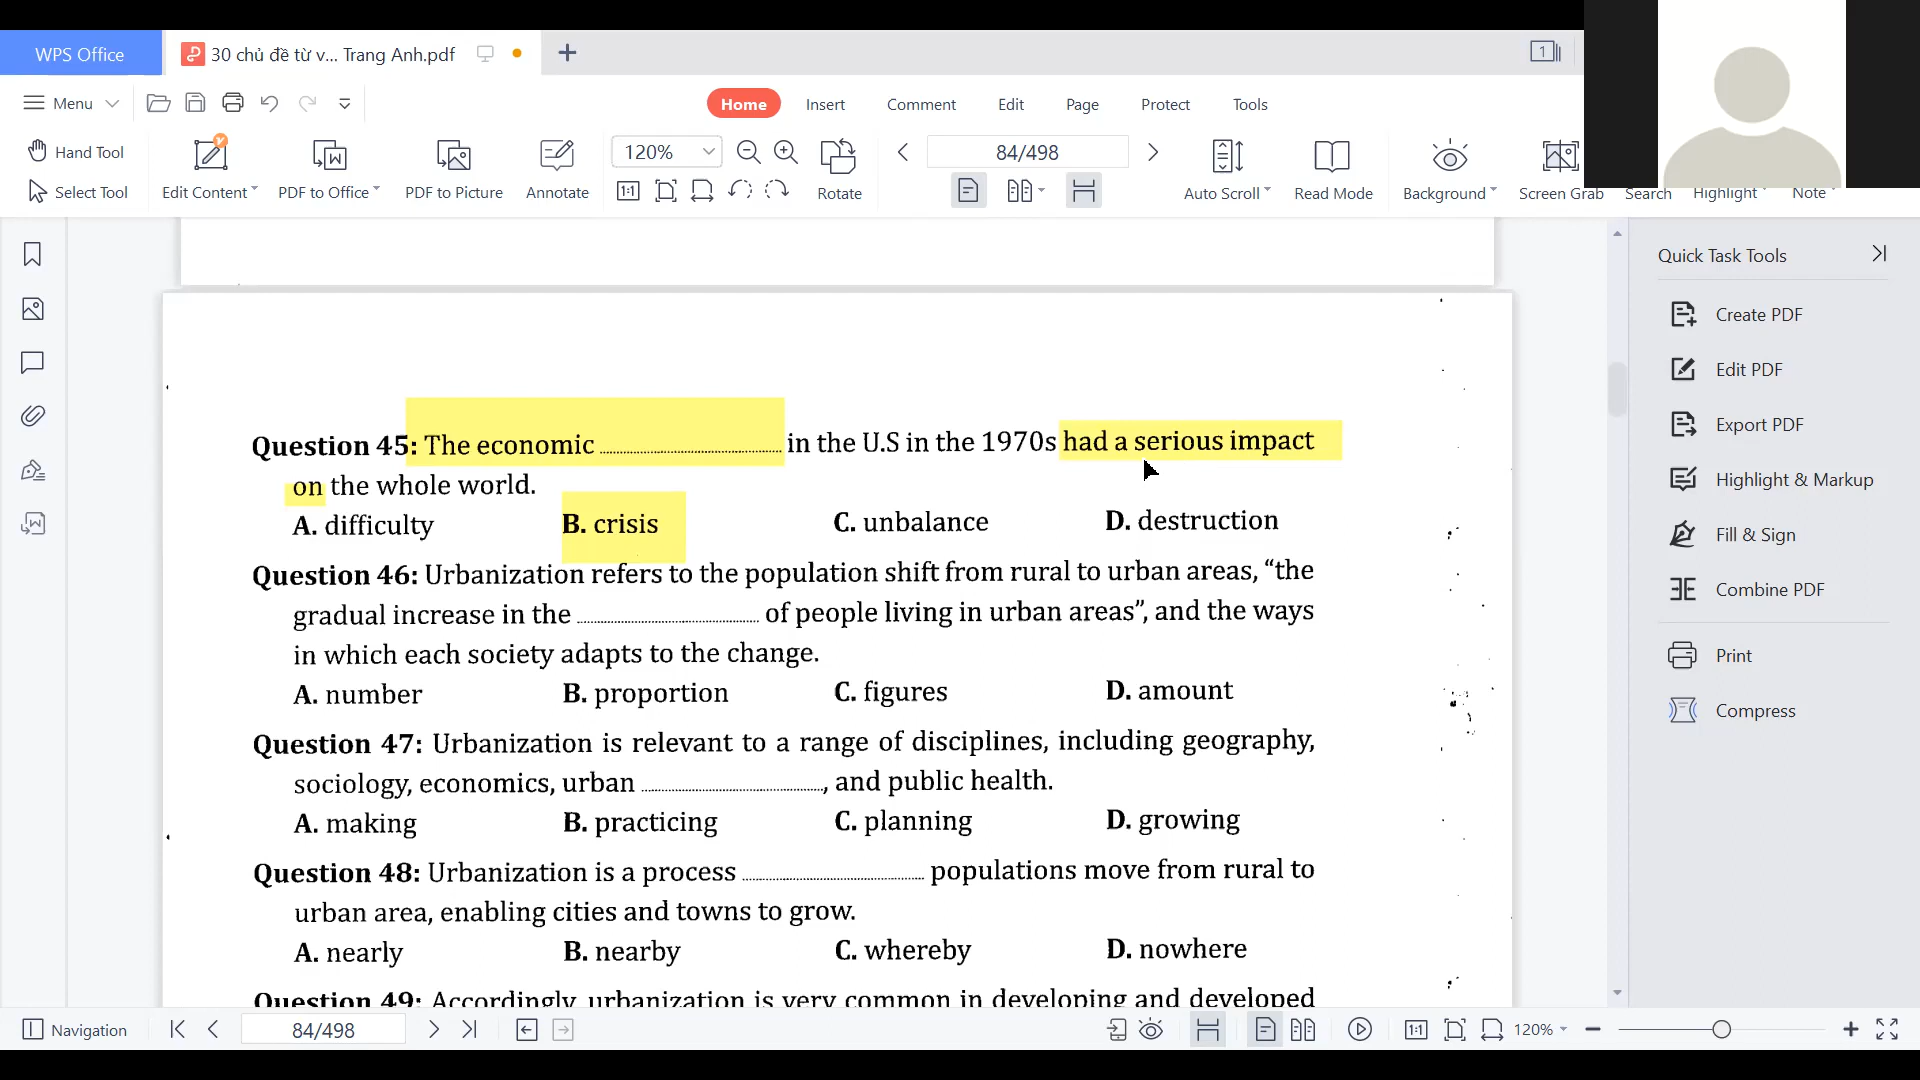 WPS Office
30 chủ đề từ v... Trang Anh.pdf
1
Menu
Home
Insert
Comment
Edit
Page
Protect
Tools
Hand Tool
Select Tool
Edit Content
PDF to Office
PDF to Picture
Annotate
120%
1:1
Rotate
84/498
Auto Scroll
Read Mode
Background
Screen Grab
Search
Highlight
Note
Question 45: The economic .................... in the U.S in the 1970s had a serious impact
on the whole world.
A. difficulty B. crisis C. unbalance D. destruction
Question 46: Urbanization refers to the population shift from rural to urban areas, “the
gradual increase in the .................... of people living in urban areas”, and the ways
in which each society adapts to the change.
A. number B. proportion C. figures D. amount
Question 47: Urbanization is relevant to a range of disciplines, including geography,
sociology, economics, urban ...................., and public health.
A. making B. practicing C. planning D. growing
Question 48: Urbanization is a process .................... populations move from rural to
urban area, enabling cities and towns to grow.
A. nearly B. nearby C. whereby D. nowhere
Question 49: Accordingly, urbanization is very common in developing and developed
Quick Task Tools
Create PDF
Edit PDF
Export PDF
Highlight & Markup
Fill & Sign
Combine PDF
Print
Compress
Navigation
84/498
1:1
120%